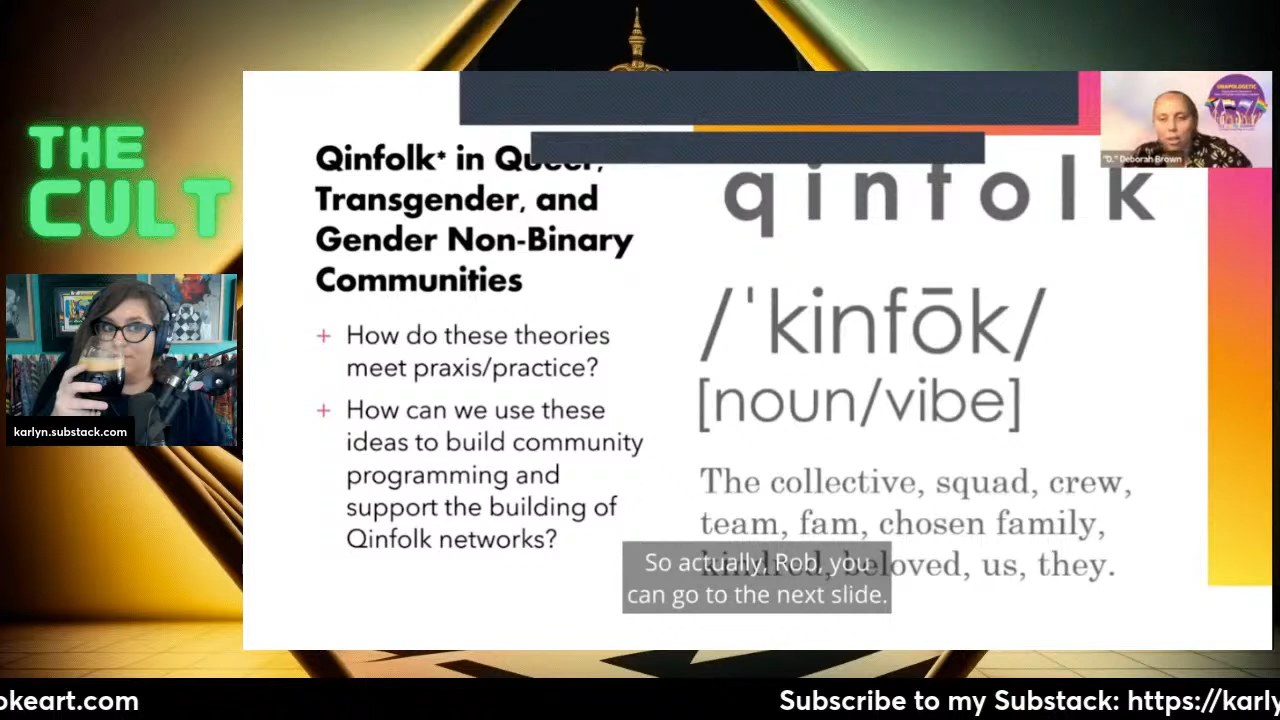 THE
CULT
karlyn.substack.com
Qinfolk* in Queer,
Transgender, and
Gender Non-Binary
Communities
+ How do these theories
meet praxis/practice?
+ How can we use these
ideas to build community
programming and
support the building of
Qinfolk networks?
qinfolk
/ˈkinfōk/
[noun/vibe]
The collective, squad, crew,
team, fam, chosen family,
kindred, beloved, us, they.
So actually, Rob, you
can go to the next slide.
UNAPOLOGETIC
"D." Deborah Brown
okeart.com
Subscribe to my Substack: https://karly